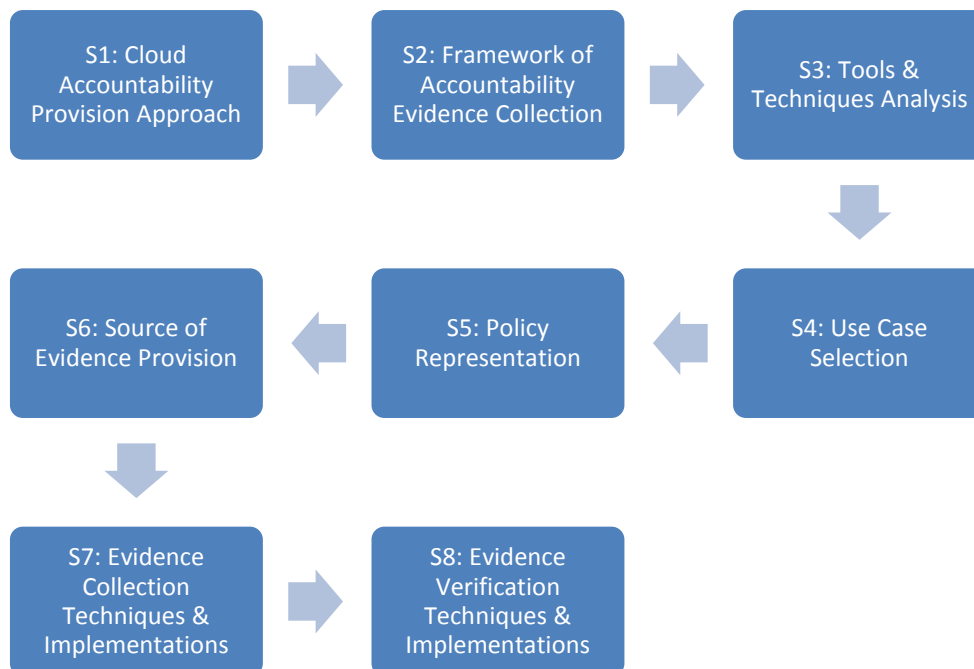 S1: Cloud
Accountability
Provision Approach
S2: Framework of
Accountability
Evidence Collection
S3: Tools &
Techniques Analysis
S4: Use Case
Selection
S5: Policy
Representation
S6: Source of
Evidence Provision
S7: Evidence
Collection
Techniques &
Implementations
S8: Evidence
Verification
Techniques &
Implementations